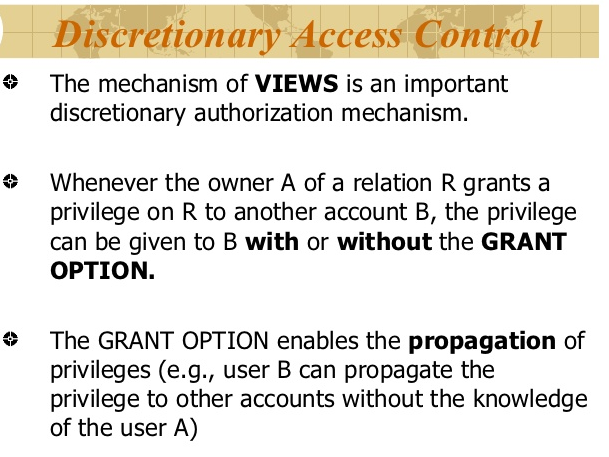 Discretionary Access Control
The mechanism of VIEWS is an important
discretionary authorization mechanism.
Whenever the owner A of a relation R grants a
privilege on R to another account B, the privilege
can be given to B with or without the GRANT
OPTION.
The GRANT OPTION enables the propagation of
privileges (e.g., user B can propagate the
privilege to other accounts without the knowledge
of the user A)